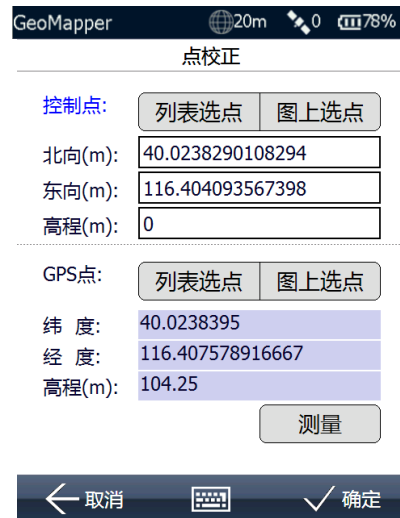 GeoMapper 20m 0 78%
点校正
控制点: 列表选点 图上选点
北向(m): 40.0238290108294
东向(m): 116.404093567398
高程(m): 0
GPS点: 列表选点 图上选点
纬 度: 40.0238395
经 度: 116.407578916667
高程(m): 104.25
测量
取消 确定